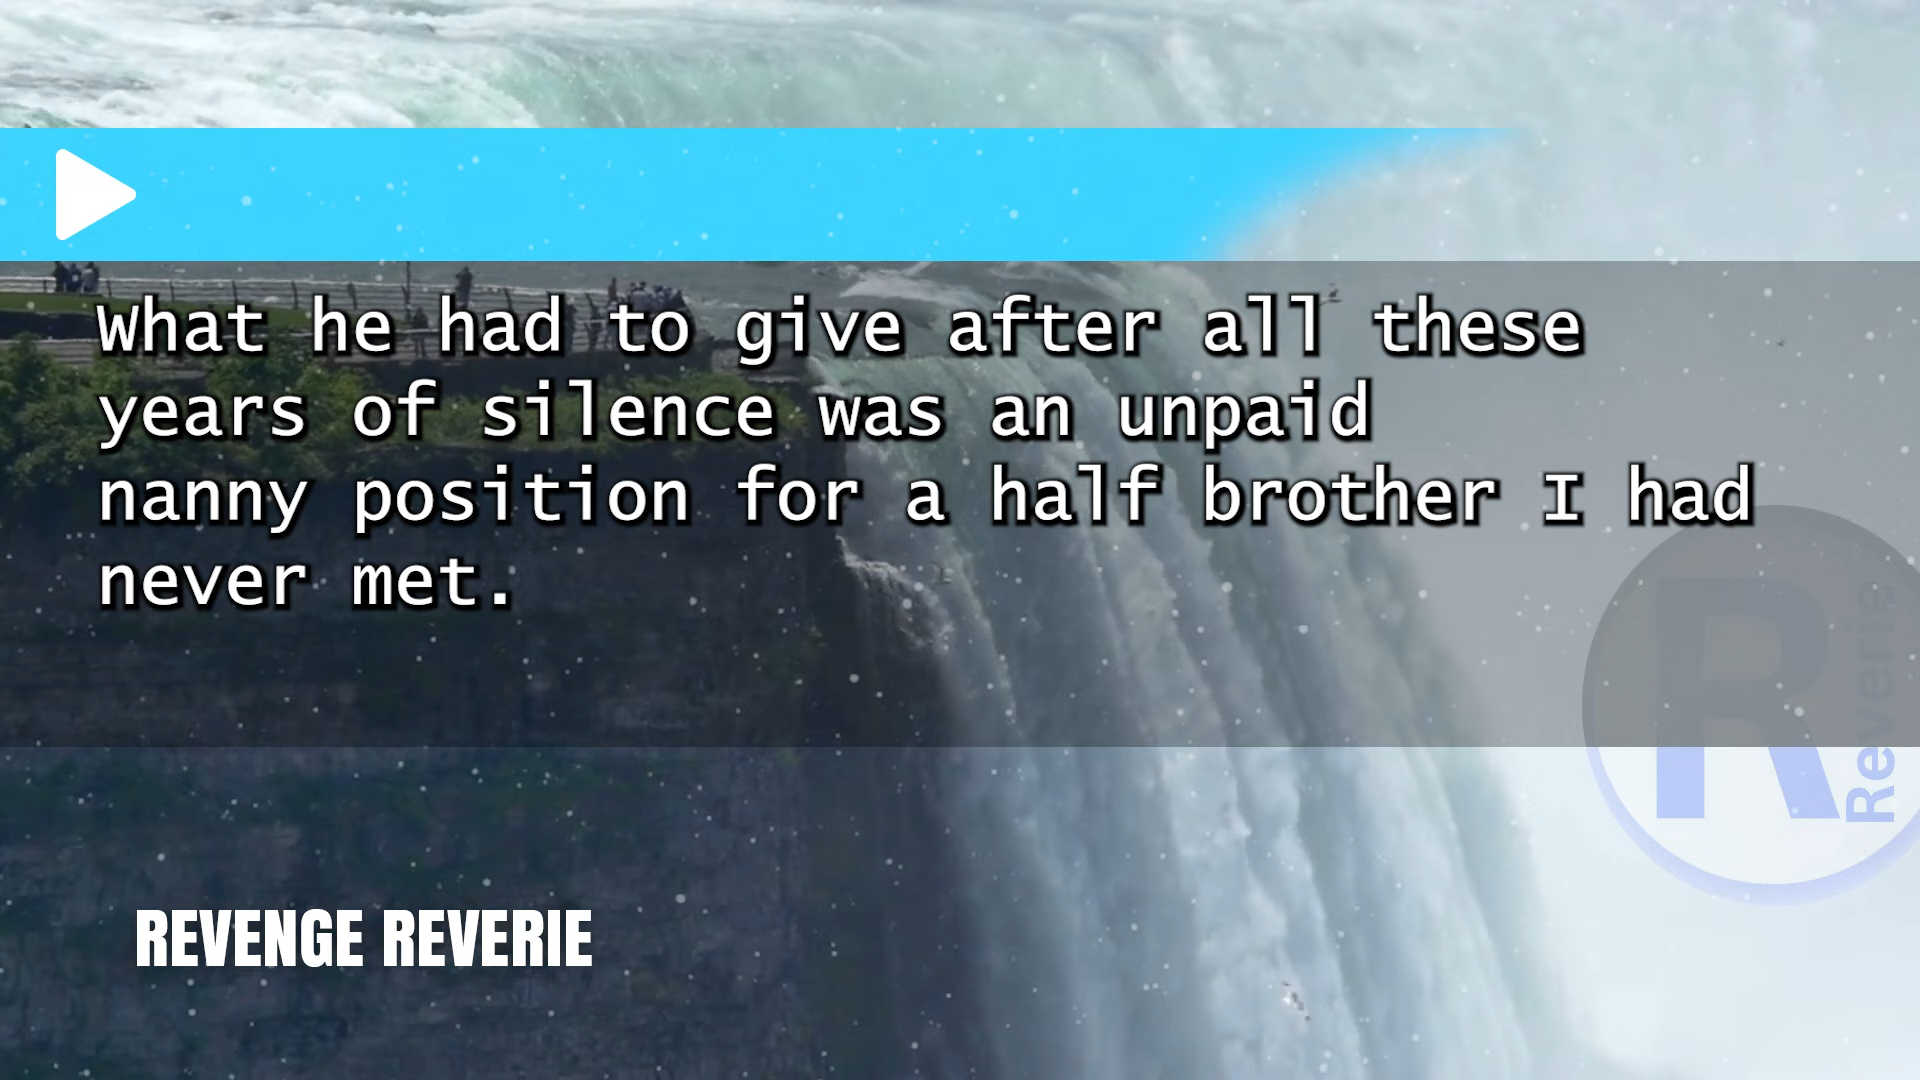 What he had to give after all these
years of silence was an unpaid
nanny position for a half brother I had
never met.
R
Reverie
REVENGE REVERIE